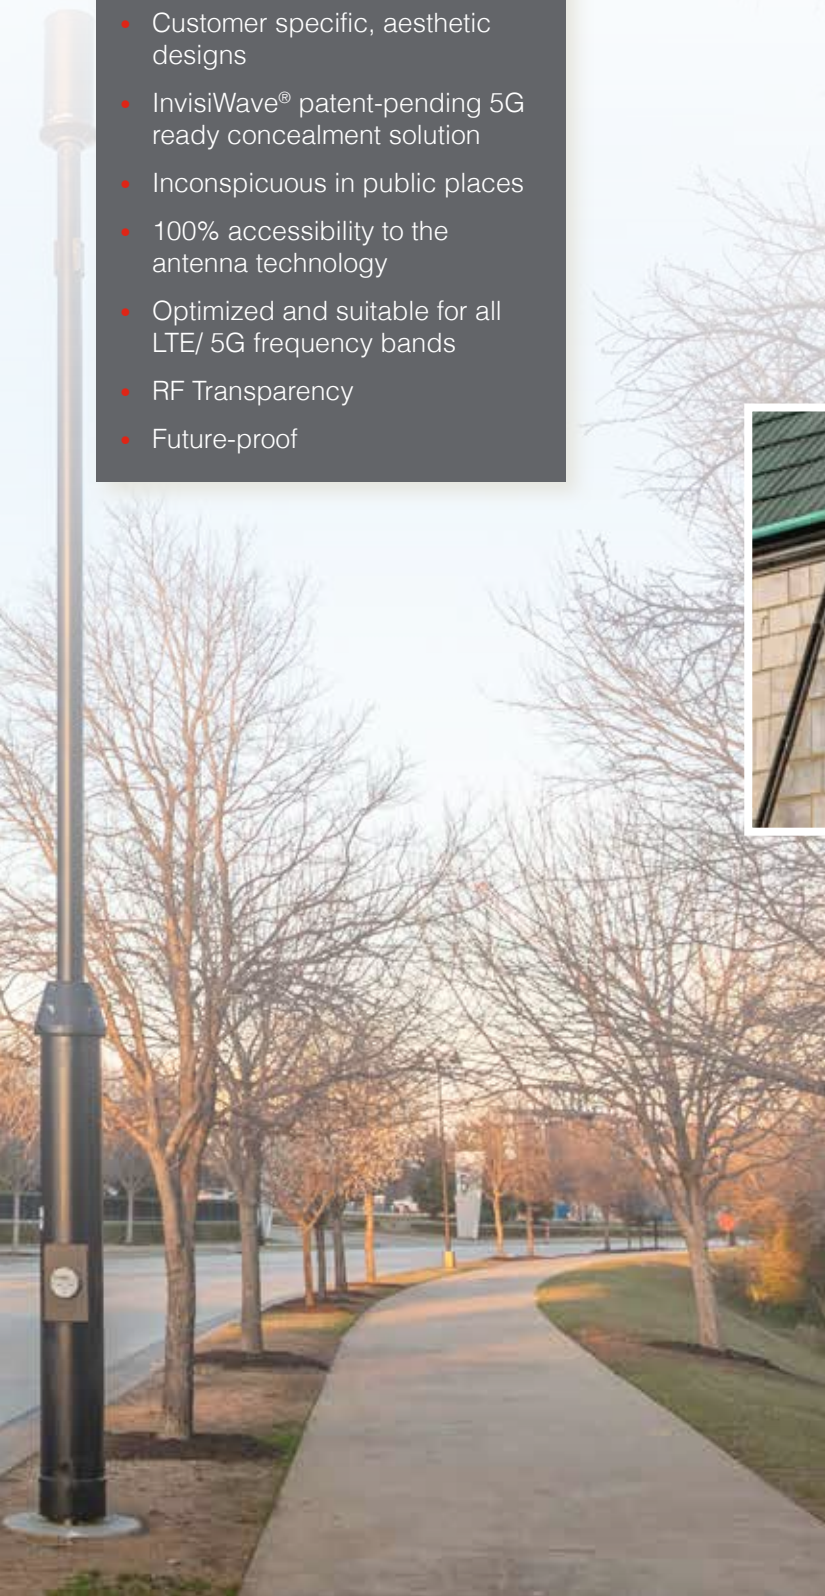 • Customer specific, aesthetic
designs
• InvisiWave® patent-pending 5G
ready concealment solution
• Inconspicuous in public places
• 100% accessibility to the
antenna technology
• Optimized and suitable for all
LTE/ 5G frequency bands
• RF Transparency
• Future-proof